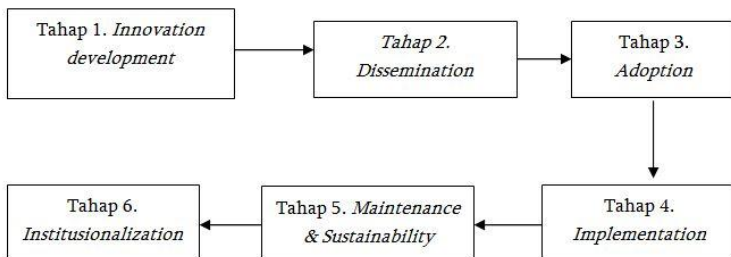 Tahap 1. Innovation
development
Tahap 2.
Dissemination
Tahap 3.
Adoption
Tahap 4.
Implementation
Tahap 5. Maintenance
& Sustainability
Tahap 6.
Institusionalization